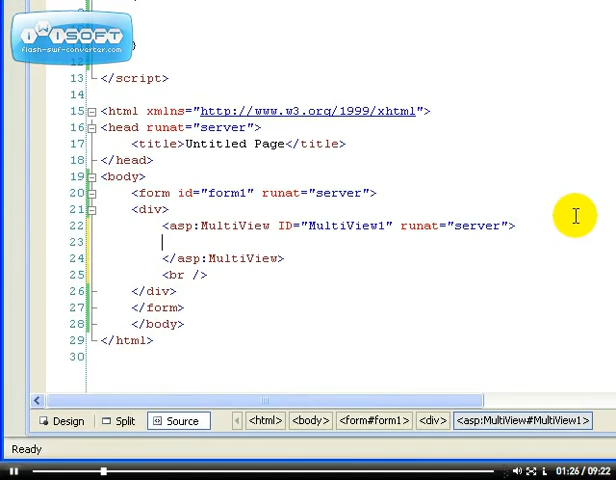 iWiSOFT
flash-swf-converter.com
}
12
13 </script>
14
15 <html xmlns="http://www.w3.org/1999/xhtml">
16 <head runat="server">
17 <title>Untitled Page</title>
18 </head>
19 <body>
20 <form id="form1" runat="server">
21 <div>
22 <asp:MultiView ID="MultiView1" runat="server">
23
24 </asp:MultiView>
25 <br />
26 </div>
27 </form>
28 </body>
29 </html>
30
Design Split Source <html> <body> <form#form1> <div> <asp:MultiView#MultiView1>
Ready
01:26 / 09:22